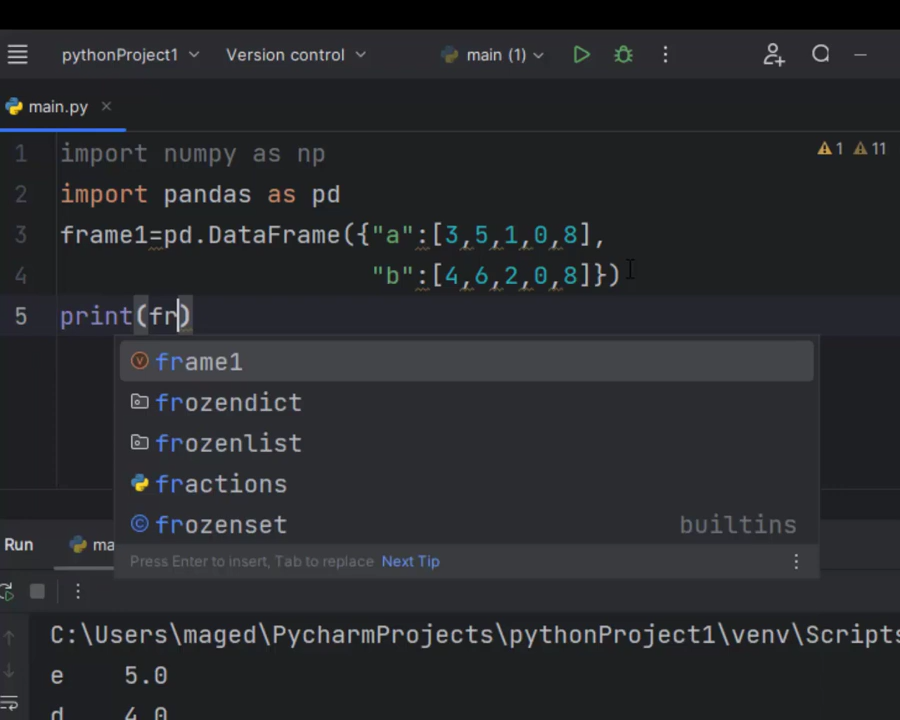 pythonProject1 Version control main (1)
main.py
1 import numpy as np 1 11
2 import pandas as pd
3 frame1=pd.DataFrame({"a":[3,5,1,0,8],
4 "b":[4,6,2,0,8]})
5 print(fr)
frame1
frozendict
frozenlist
fractions
frozenset builtins
Press Enter to insert, Tab to replace Next Tip
Run ma
C:\Users\maged\PycharmProjects\pythonProject1\venv\Scripts
e 5.0
d 4.0